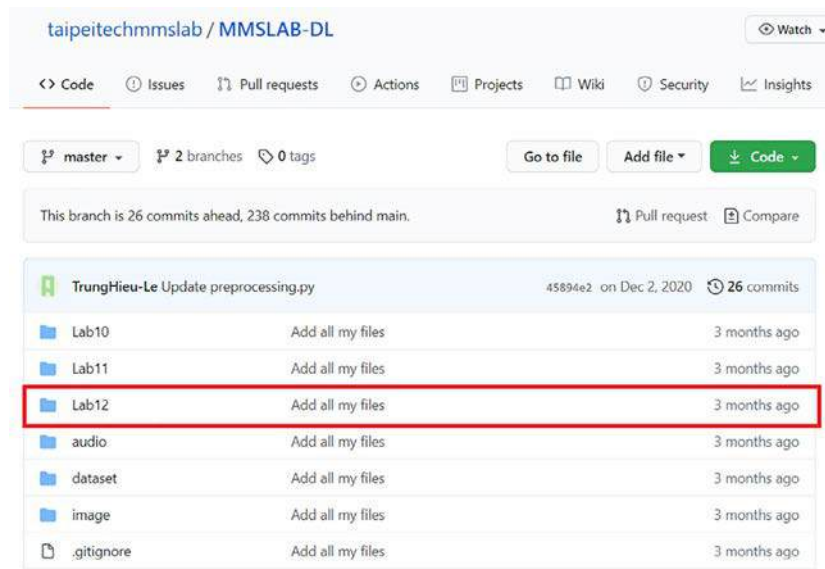 taipeitechmmslab / MMSLAB-DL
Watch
<> Code Issues Pull requests Actions Projects Wiki Security Insights
master 2 branches 0 tags Go to file Add file Code
This branch is 26 commits ahead, 238 commits behind main. Pull request Compare
TrungHieu-Le Update preprocessing.py 45894e2 on Dec 2, 2020 26 commits
Lab10 Add all my files 3 months ago
Lab11 Add all my files 3 months ago
Lab12 Add all my files 3 months ago
audio Add all my files 3 months ago
dataset Add all my files 3 months ago
image Add all my files 3 months ago
.gitignore Add all my files 3 months ago